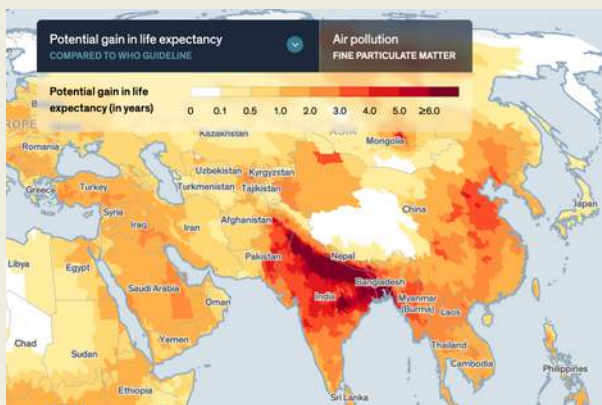 Potential gain in life expectancy
COMPARED TO WHO GUIDELINE
Air pollution
FINE PARTICULATE MATTER
Potential gain in life
expectancy (in years)
0 0.1 0.5 1.0 2.0 3.0 4.0 5.0 ≥6.0
ROPE
ASIA
Kazakhstan
Mongolia
Romania
Uzbekistan
Kyrgyzstan
Greece
Turkey
Turkmenistan
Tajikistan
China
Japan
Syria
Iraq
Iran
Afghanistan
Pakistan
Nepal
Libya
Egypt
Bangladesh
Saudi Arabia
Oman
India
Myanmar
(Burma)
Laos
Chad
Sudan
Yemen
Thailand
Cambodia
Philippines
Ethiopia
Sri Lanka